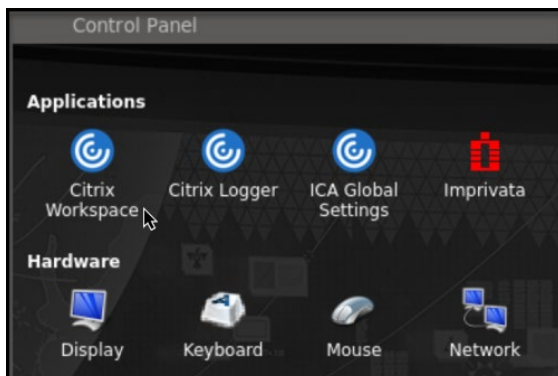 Control Panel
Applications
Citrix Workspace
Citrix Logger
ICA Global Settings
Imprivata
Hardware
Display
Keyboard
Mouse
Network